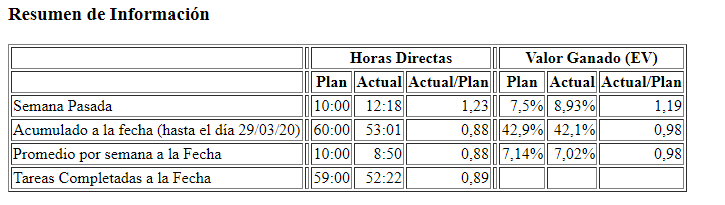 Resumen de Información
Horas Directas Valor Ganado (EV)
Plan Actual Actual/Plan Plan Actual Actual/Plan
Semana Pasada 10:00 12:18 1,23 7,5% 8,93% 1,19
Acumulado a la fecha (hasta el día 29/03/20) 60:00 53:01 0,88 42,9% 42,1% 0,98
Promedio por semana a la Fecha 10:00 8:50 0,88 7,14% 7,02% 0,98
Tareas Completadas a la Fecha 59:00 52:22 0,89